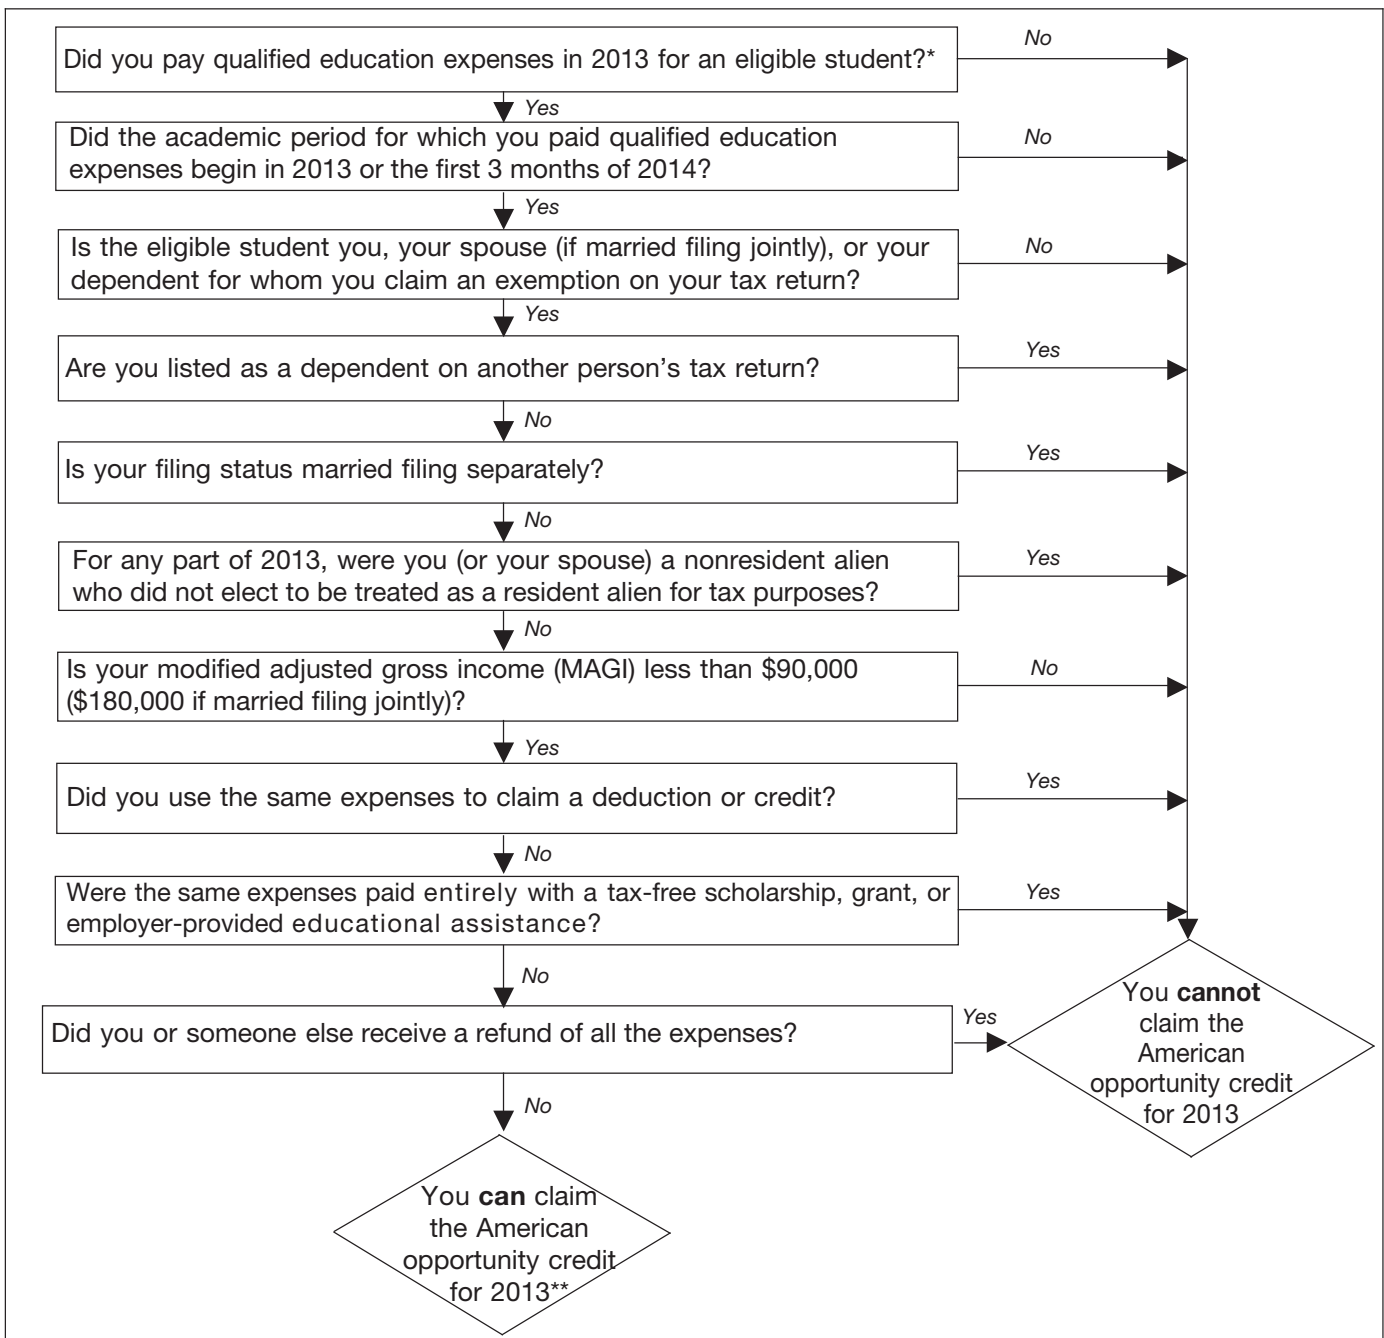 Did you pay qualified education expenses in 2013 for an eligible student?*
No
Yes
Did the academic period for which you paid qualified education
expenses begin in 2013 or the first 3 months of 2014?
No
Yes
Is the eligible student you, your spouse (if married filing jointly), or your
dependent for whom you claim an exemption on your tax return?
No
Yes
Are you listed as a dependent on another person’s tax return?
Yes
No
Is your filing status married filing separately?
Yes
No
For any part of 2013, were you (or your spouse) a nonresident alien
who did not elect to be treated as a resident alien for tax purposes?
Yes
No
Is your modified adjusted gross income (MAGI) less than $90,000
($180,000 if married filing jointly)?
No
Yes
Did you use the same expenses to claim a deduction or credit?
Yes
No
Were the same expenses paid entirely with a tax-free scholarship, grant, or
employer-provided educational assistance?
Yes
No
Did you or someone else receive a refund of all the expenses?
Yes
You cannot
claim the
American
opportunity credit
for 2013
No
You can claim
the American
opportunity credit
for 2013**